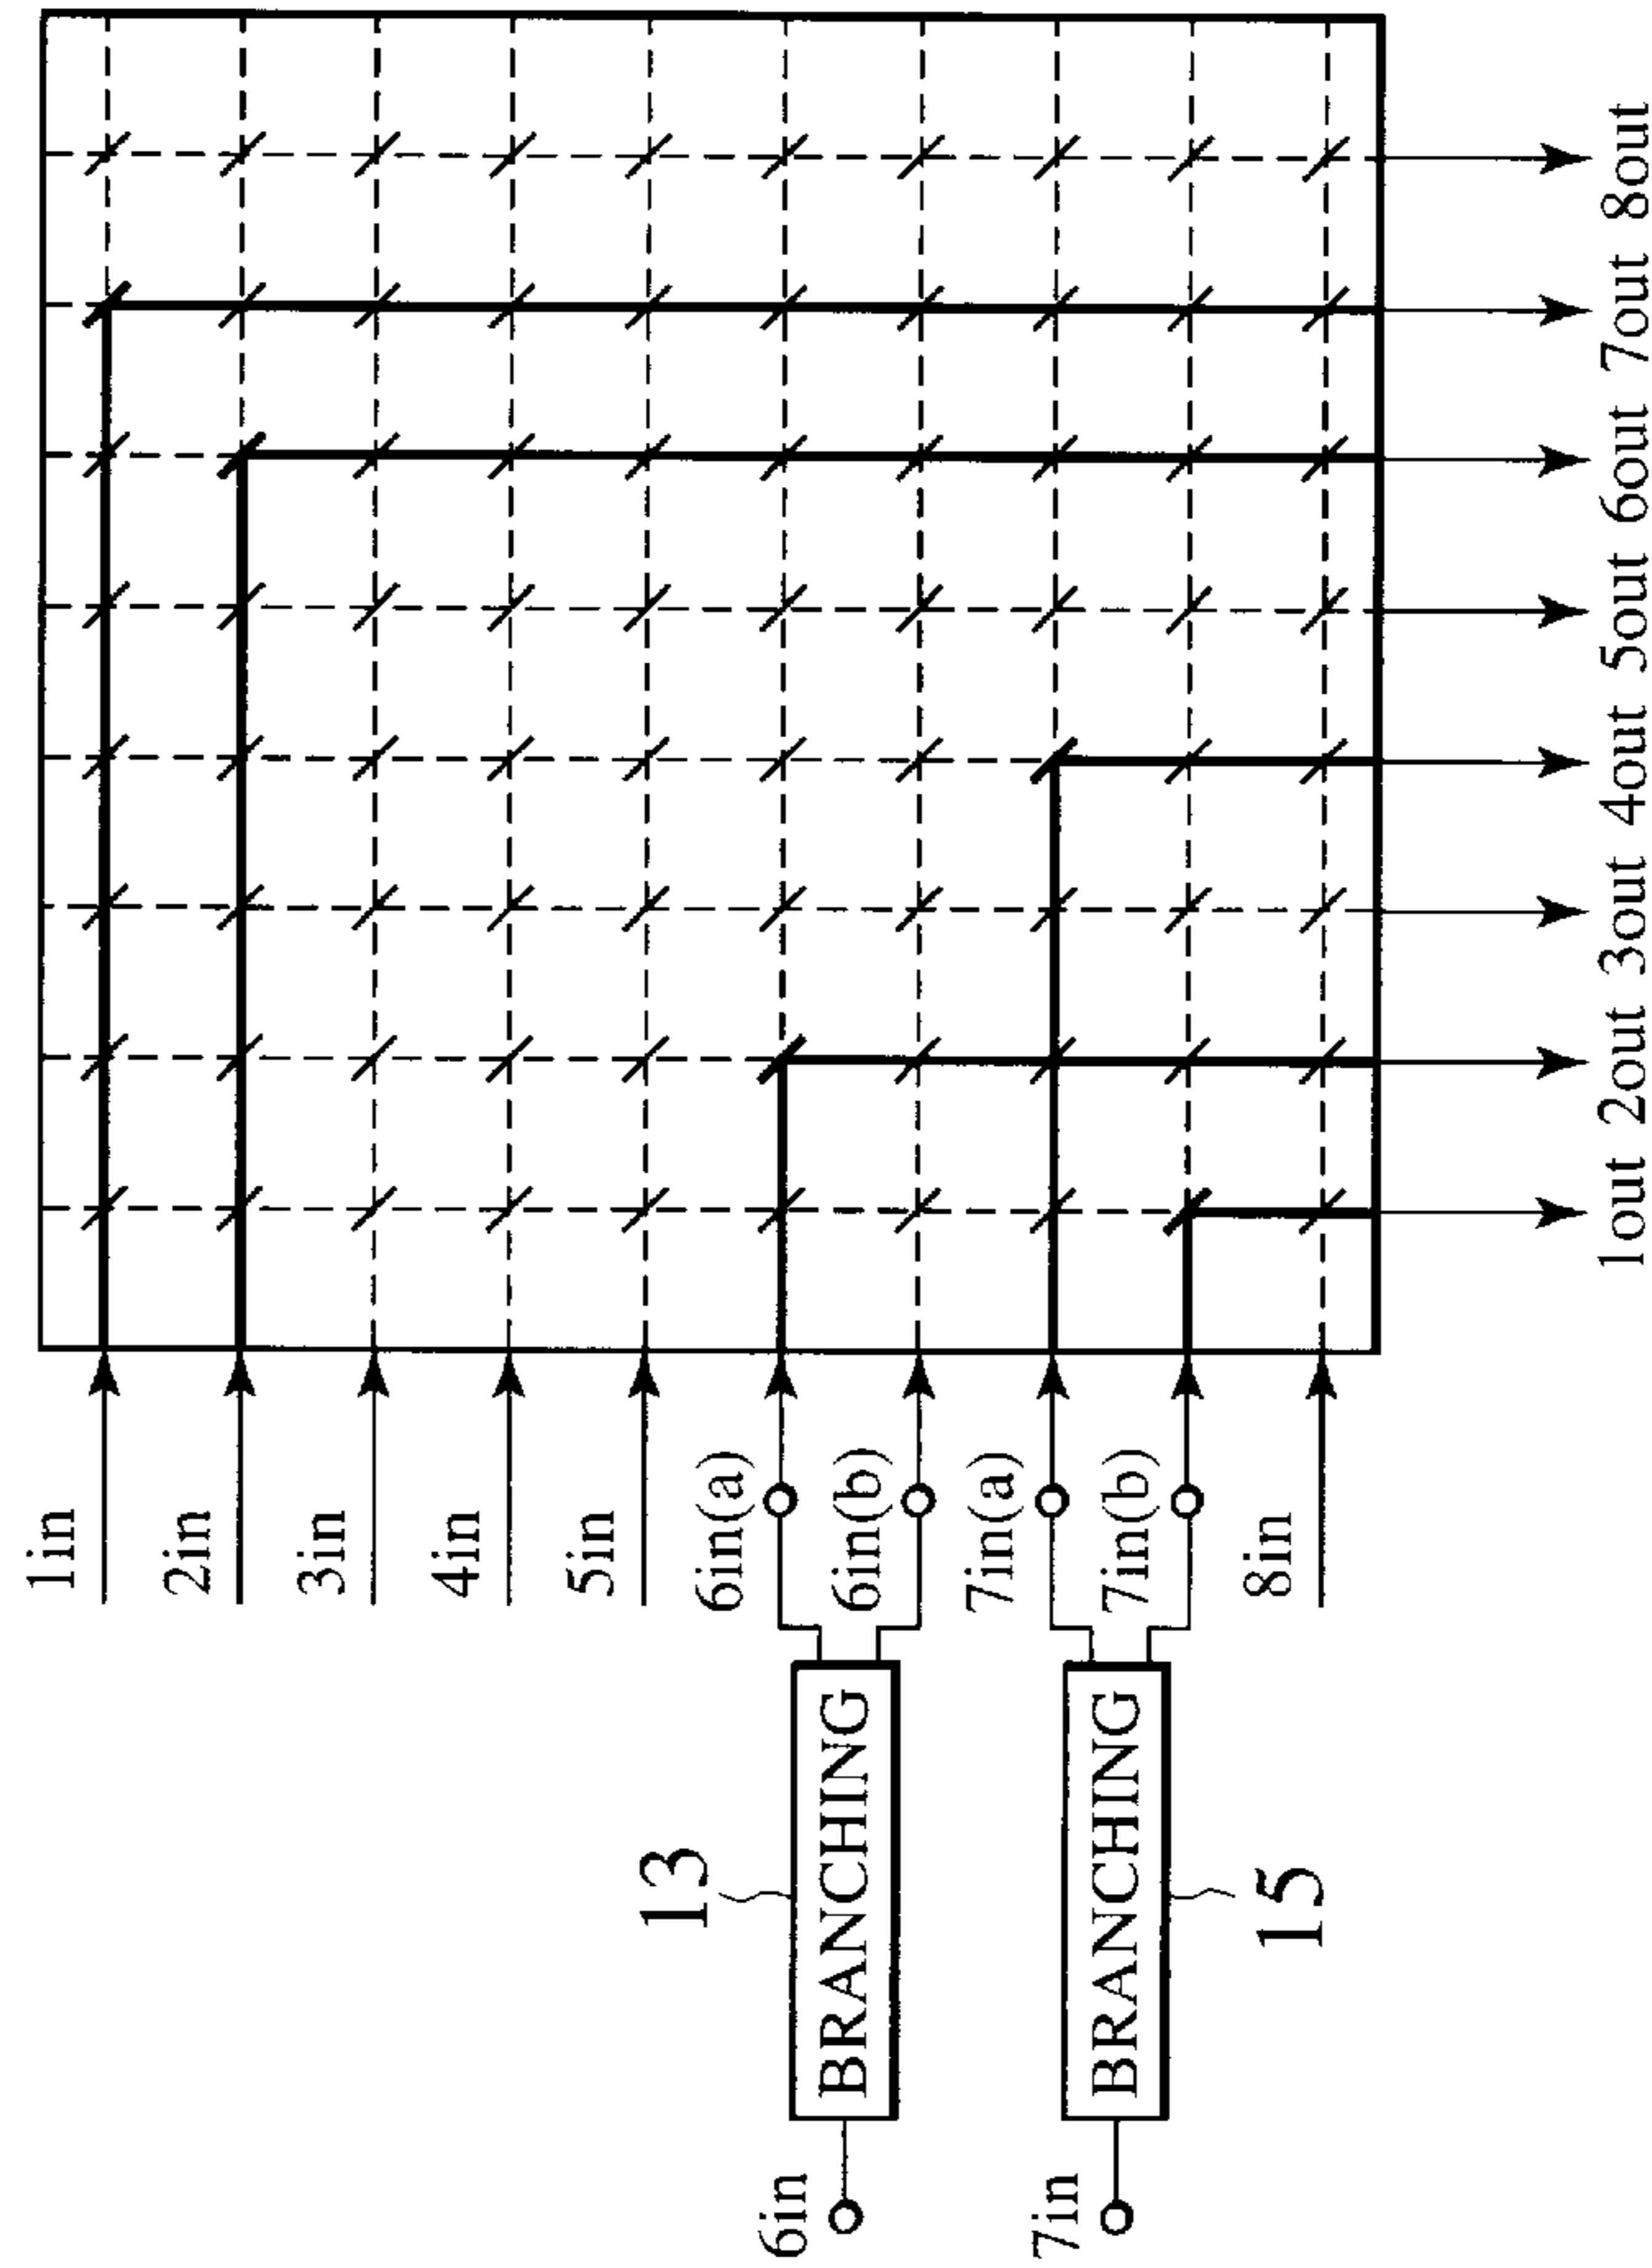 1in
2in
3in
4in
5in
6in(a)
6in(b)
7in(a)
7in(b)
8in
6in
BRANCHING
13
7in
BRANCHING
15
1out 2out 3out 4out 5out 6out 7out 8out